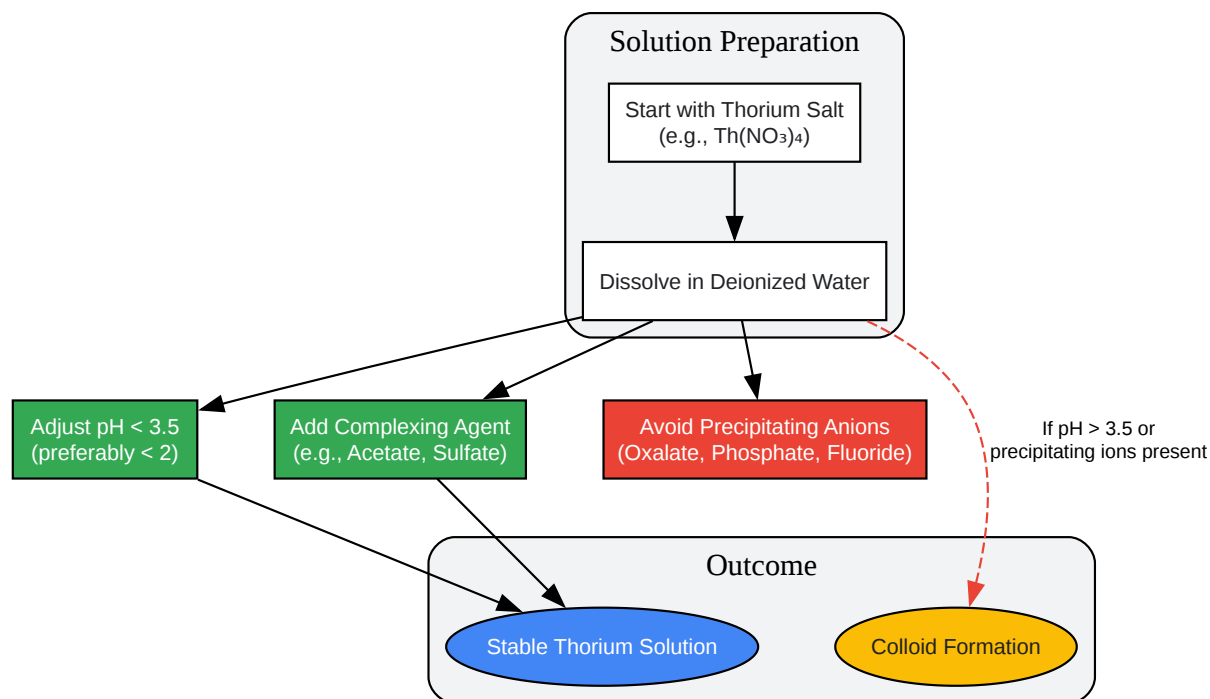 Solution Preparation
Start with Thorium Salt
(e.g., Th(NO₃)₄)
Dissolve in Deionized Water
Adjust pH < 3.5
(preferably < 2)
Add Complexing Agent
(e.g., Acetate, Sulfate)
Avoid Precipitating Anions
(Oxalate, Phosphate, Fluoride)
If pH > 3.5 or
precipitating ions present
Outcome
Stable Thorium Solution
Colloid Formation